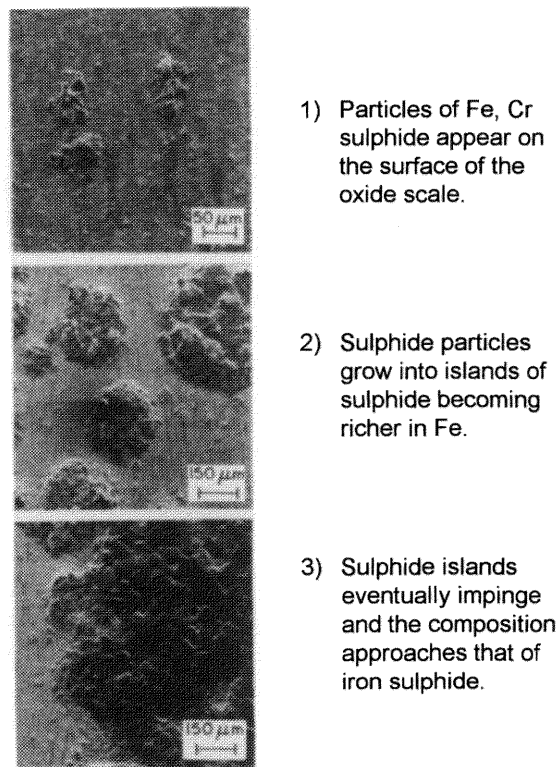 50 μm
1) Particles of Fe, Cr
sulphide appear on
the surface of the
oxide scale.
150 μm
2) Sulphide particles
grow into islands of
sulphide becoming
richer in Fe.
150 μm
3) Sulphide islands
eventually impinge
and the composition
approaches that of
iron sulphide.